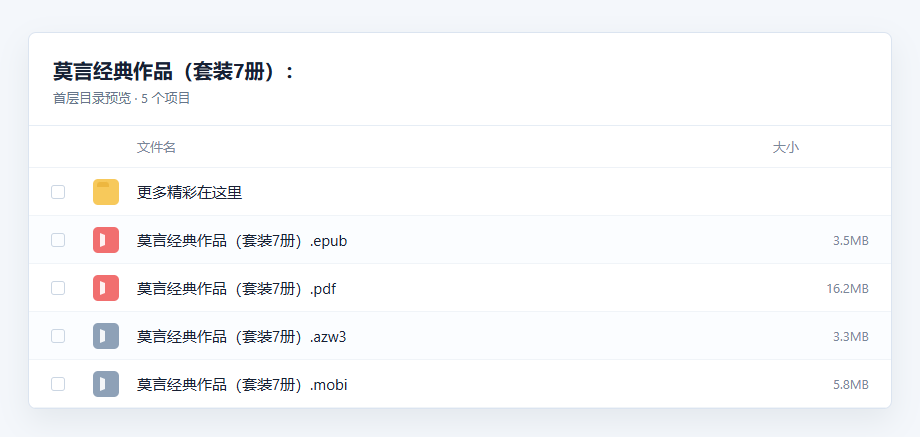 莫言经典作品（套装7册）:
首层目录预览 · 5 个项目
文件名 大小
更多精彩在这里
莫言经典作品（套装7册）.epub 3.5MB
莫言经典作品（套装7册）.pdf 16.2MB
莫言经典作品（套装7册）.azw3 3.3MB
莫言经典作品（套装7册）.mobi 5.8MB